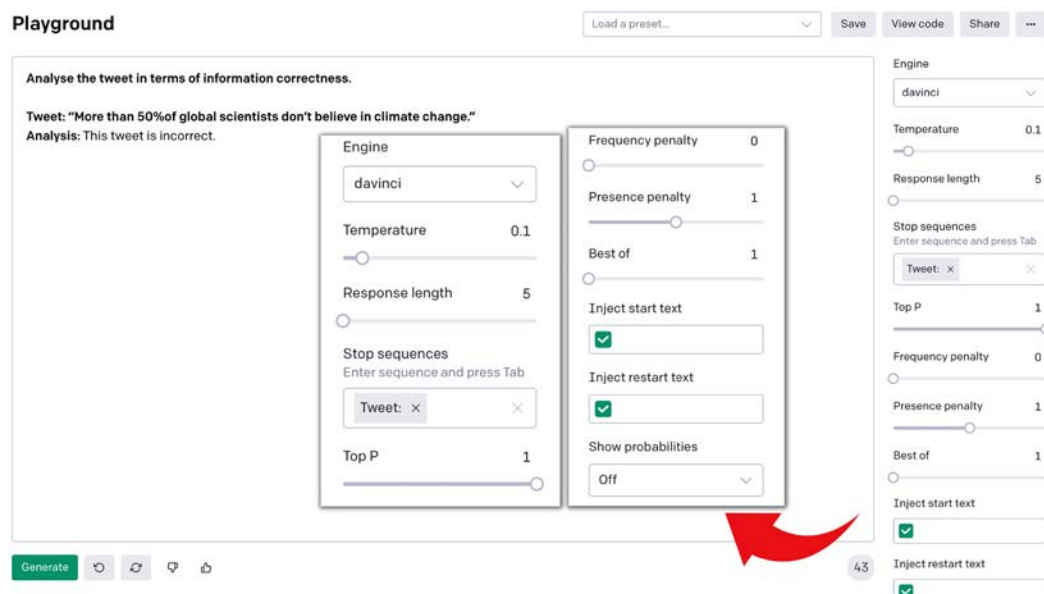 Playground
Load a preset...
Save
View code
Share
...
Analyse the tweet in terms of information correctness.
Tweet: “More than 50%of global scientists don’t believe in climate change.”
Analysis: This tweet is incorrect.
Engine
davinci
Temperature 0.1
Response length 5
Stop sequences
Enter sequence and press Tab
Tweet: ×
Top P 1
Frequency penalty 0
Presence penalty 1
Best of 1
Inject start text
Inject restart text
Show probabilities
Off
Engine
davinci
Temperature 0.1
Response length 5
Stop sequences
Enter sequence and press Tab
Tweet: ×
Top P 1
Frequency penalty 0
Presence penalty 1
Best of 1
Inject start text
Inject restart text
Generate
43